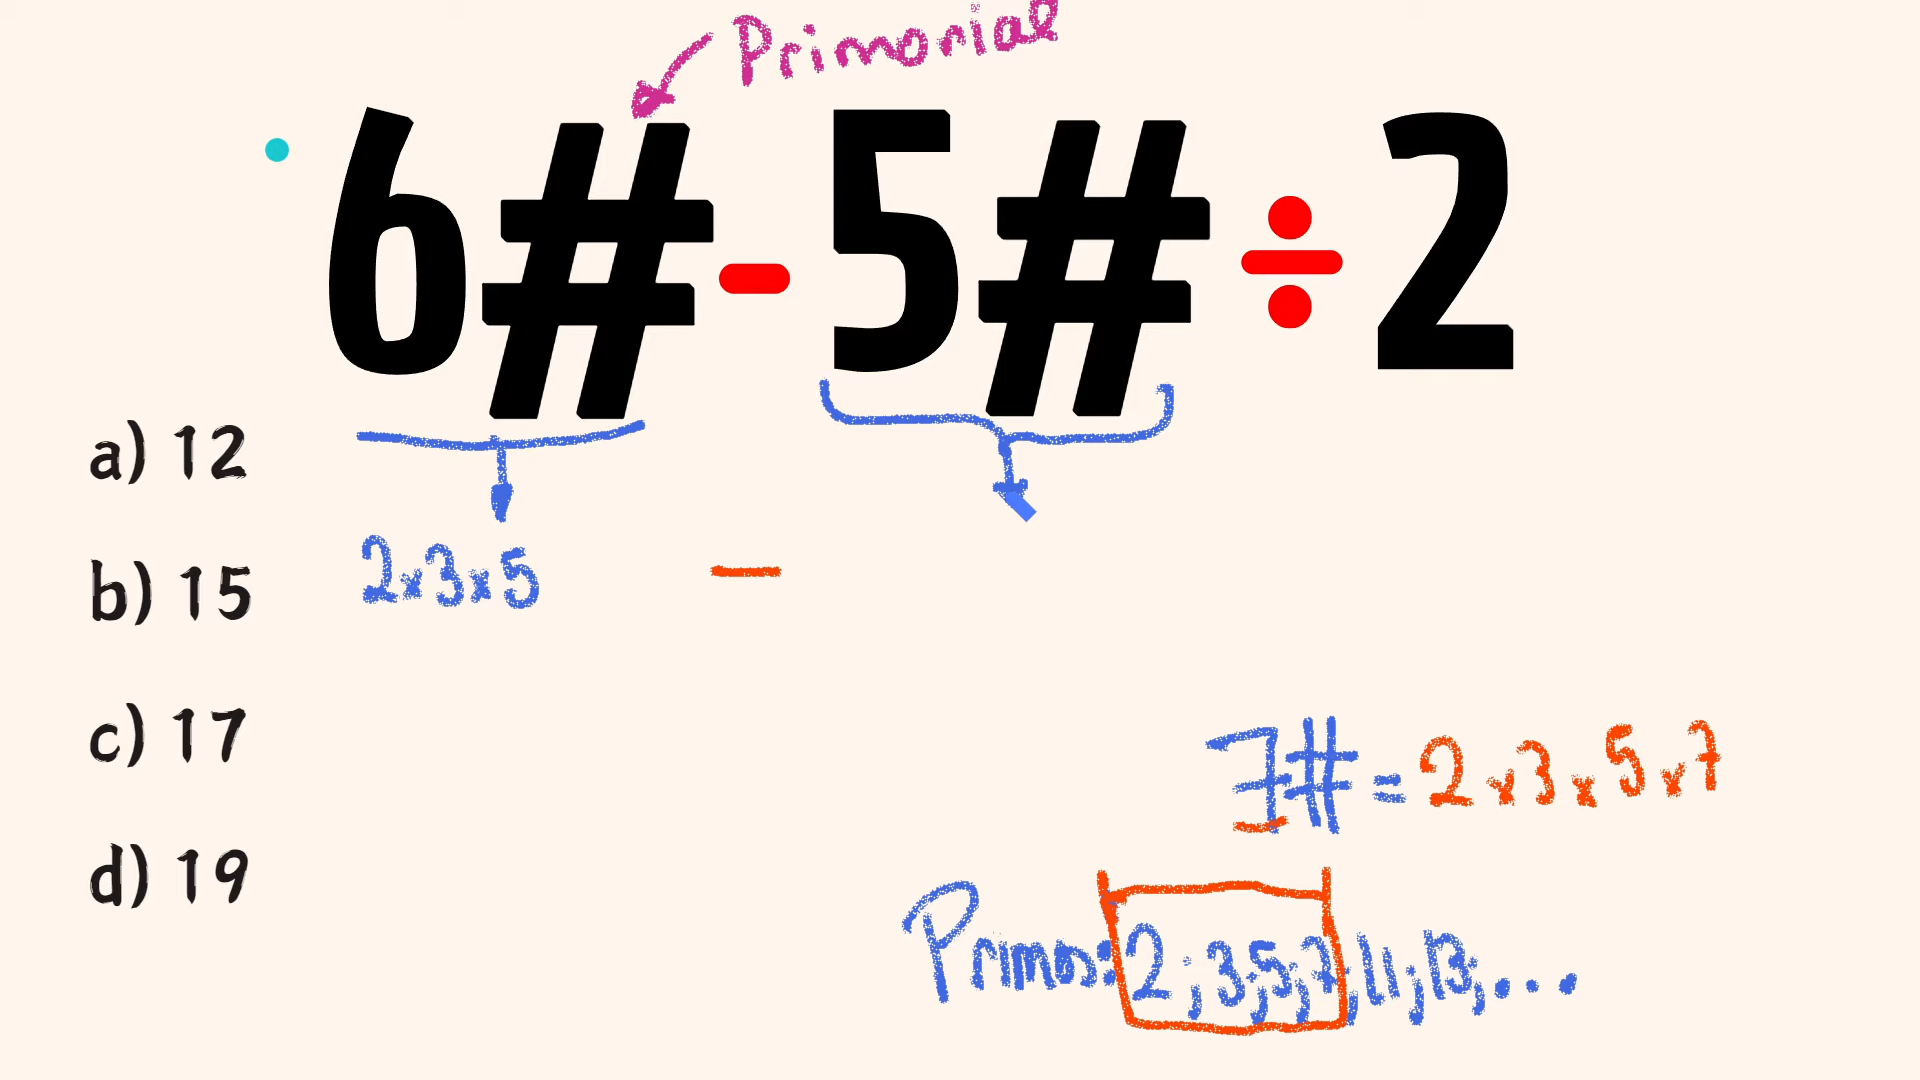 Primorial
6# - 5# ÷ 2
a) 12
b) 15
2x3x5 —
c) 17
7# = 2x3x5x7
d) 19
Primos: 2; 3; 5; 7; 11; 13; ...